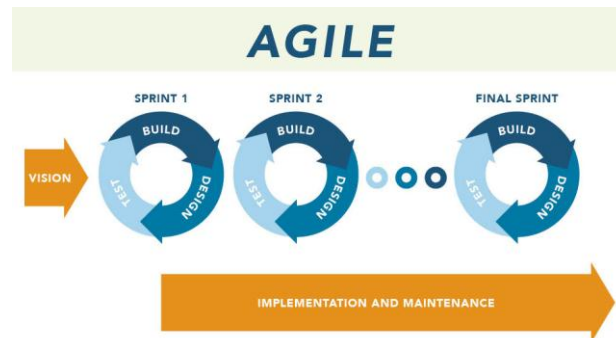 AGILE
SPRINT 1
SPRINT 2
FINAL SPRINT
VISION
BUILD
DESIGN
TEST
BUILD
DESIGN
TEST
BUILD
DESIGN
TEST
IMPLEMENTATION AND MAINTENANCE